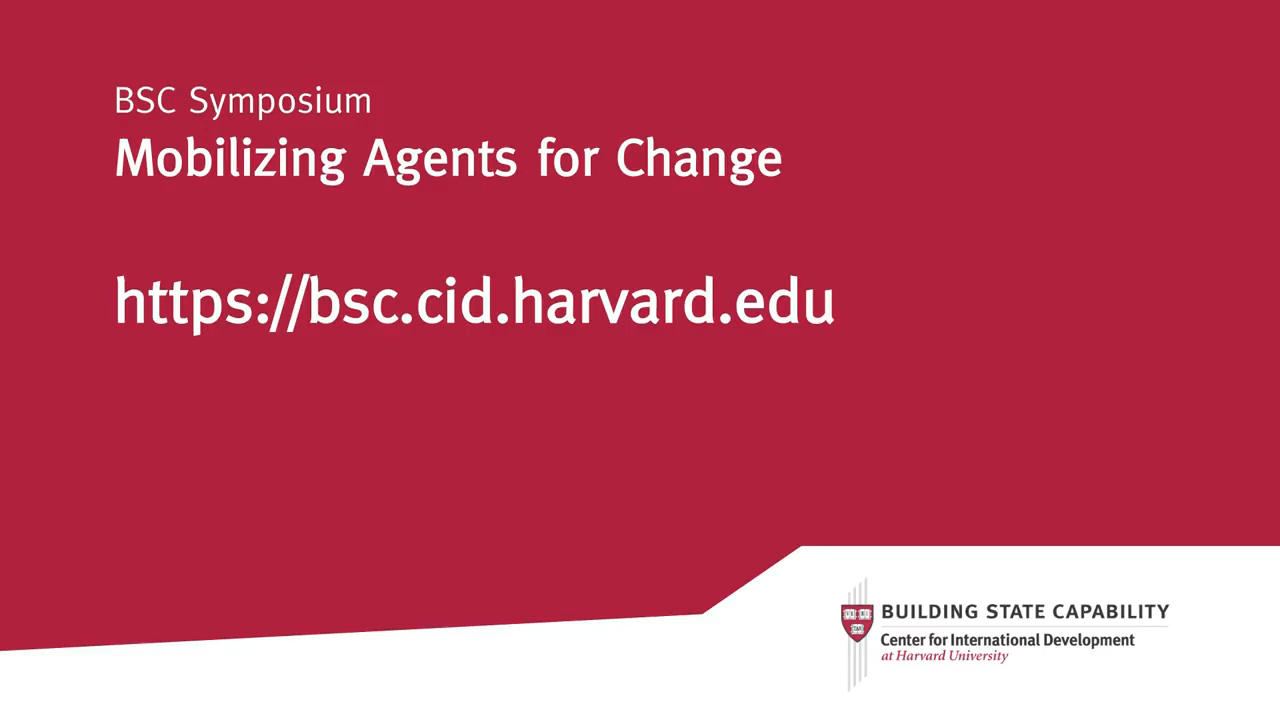 BSC Symposium
Mobilizing Agents for Change
https://bsc.cid.harvard.edu
BUILDING STATE CAPABILITY
Center for International Development
at Harvard University